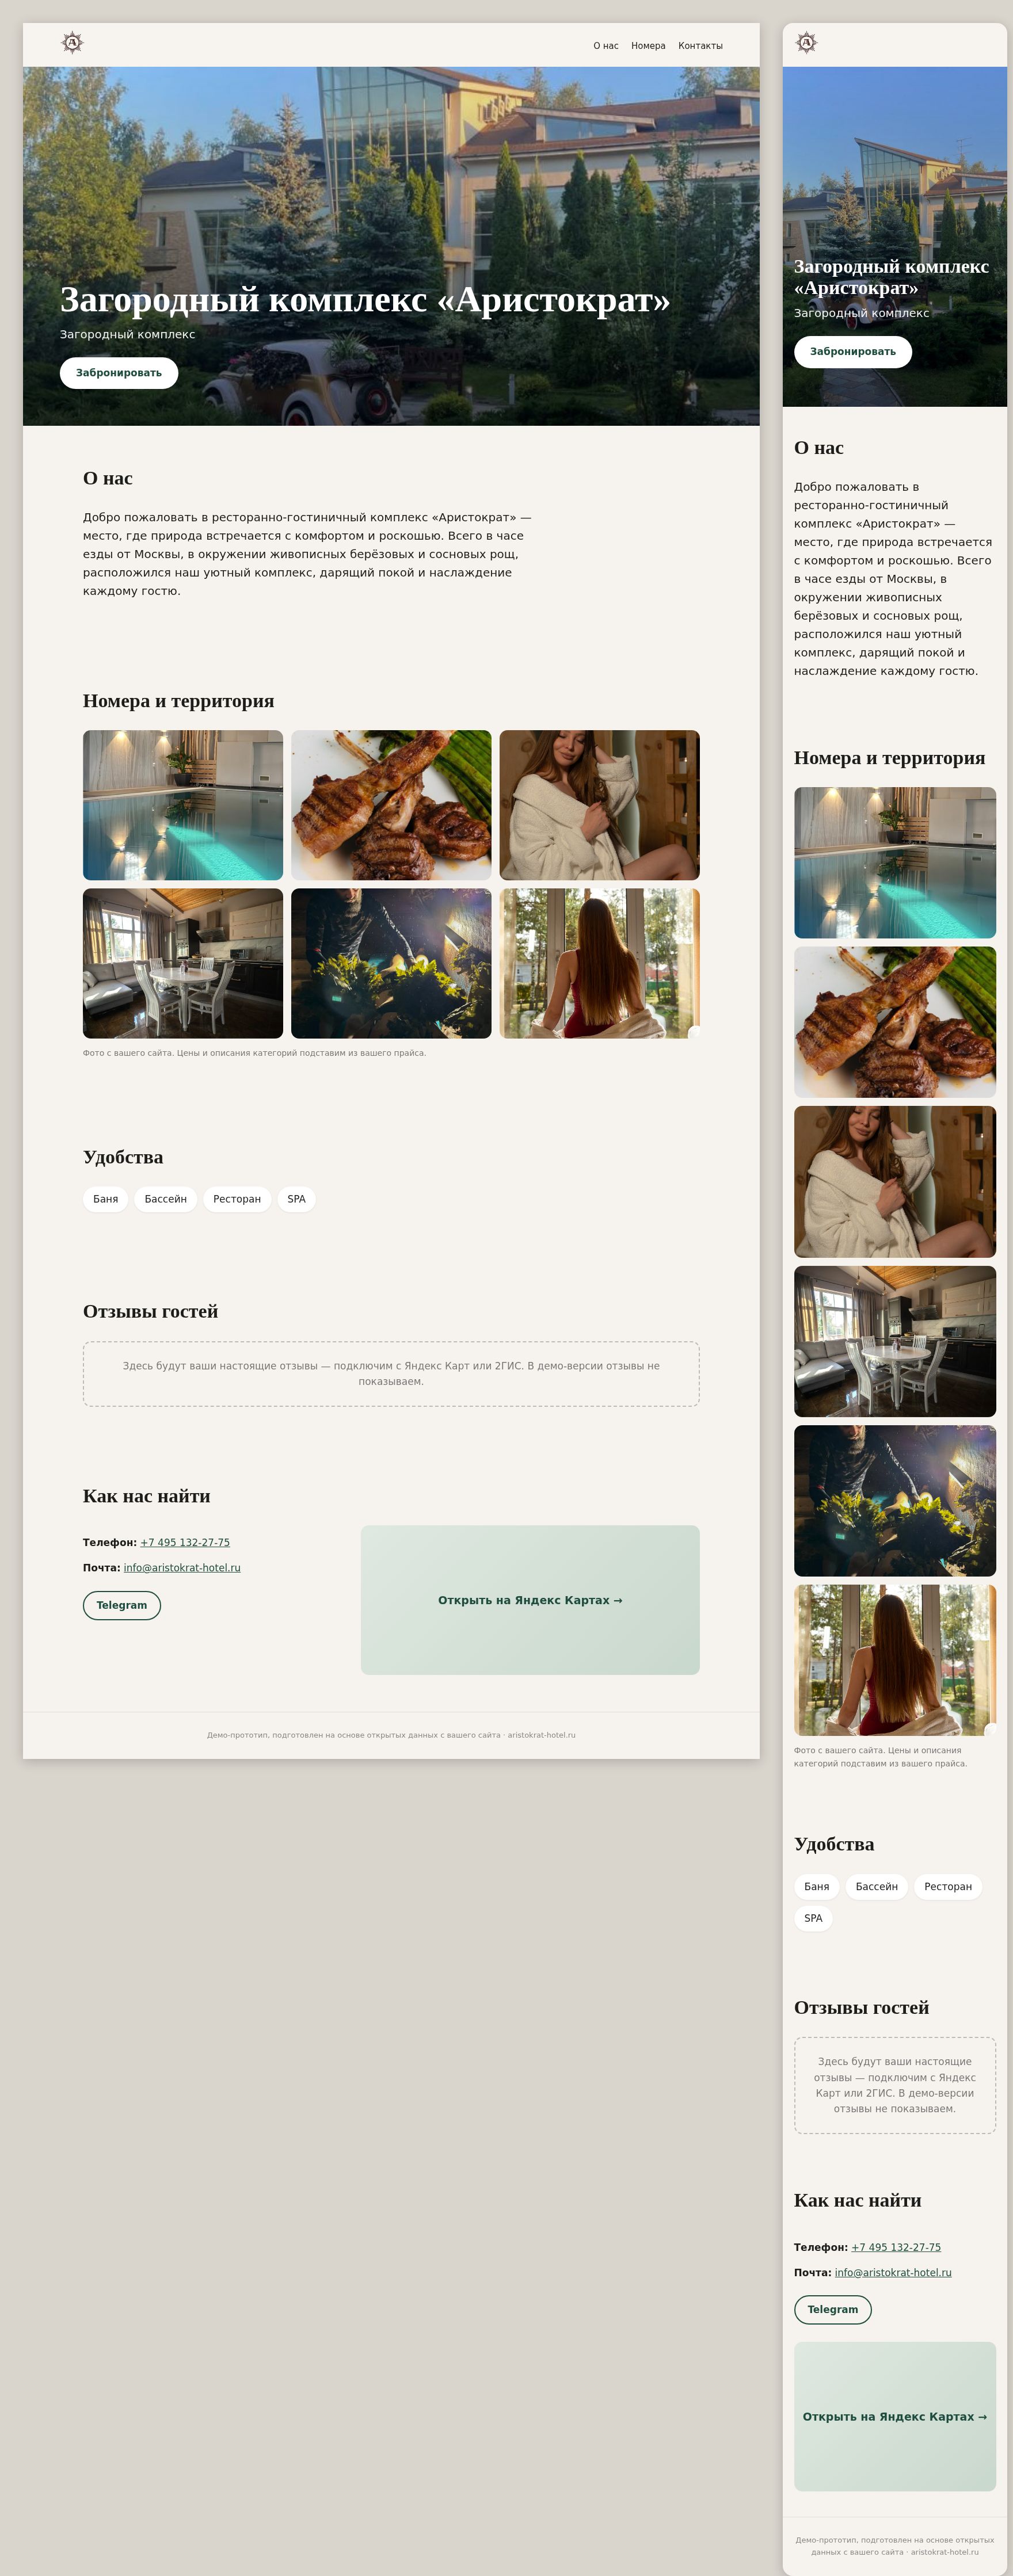 А
О нас Номера Контакты
Загородный комплекс «Аристократ»
Загородный комплекс
Забронировать
О нас
Добро пожаловать в ресторанно-гостиничный комплекс «Аристократ» —
место, где природа встречается с комфортом и роскошью. Всего в часе
езды от Москвы, в окружении живописных берёзовых и сосновых рощ,
расположился наш уютный комплекс, дарящий покой и наслаждение
каждому гостю.
Номера и территория
Фото с вашего сайта. Цены и описания категорий подставим из вашего прайса.
Удобства
Баня Бассейн Ресторан SPA
Отзывы гостей
Здесь будут ваши настоящие отзывы — подключим с Яндекс Карт или 2ГИС. В демо-версии отзывы не
показываем.
Как нас найти
Телефон: +7 495 132-27-75
Почта: info@aristokrat-hotel.ru
Telegram
Открыть на Яндекс Картах →
Демо-прототип, подготовлен на основе открытых данных с вашего сайта · aristokrat-hotel.ru
А
Загородный комплекс
«Аристократ»
Загородный комплекс
Забронировать
О нас
Добро пожаловать в
ресторанно-гостиничный
комплекс «Аристократ» —
место, где природа встречается
с комфортом и роскошью. Всего
в часе езды от Москвы, в
окружении живописных
берёзовых и сосновых рощ,
расположился наш уютный
комплекс, дарящий покой и
наслаждение каждому гостю.
Номера и территория
Фото с вашего сайта. Цены и описания
категорий подставим из вашего прайса.
Удобства
Баня Бассейн Ресторан
SPA
Отзывы гостей
Здесь будут ваши настоящие
отзывы — подключим с Яндекс
Карт или 2ГИС. В демо-версии
отзывы не показываем.
Как нас найти
Телефон: +7 495 132-27-75
Почта: info@aristokrat-hotel.ru
Telegram
Открыть на Яндекс Картах →
Демо-прототип, подготовлен на основе открытых
данных с вашего сайта · aristokrat-hotel.ru